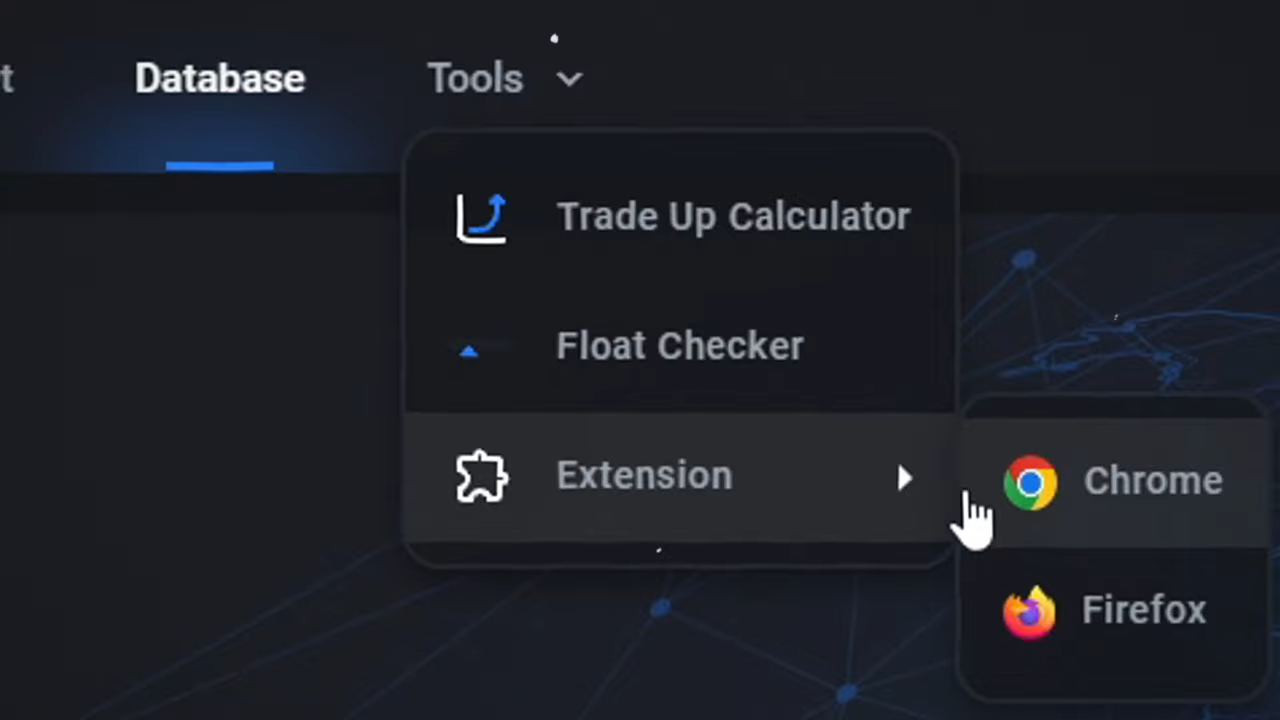 t
Database
Tools
Trade Up Calculator
Float Checker
Extension
Chrome
Firefox